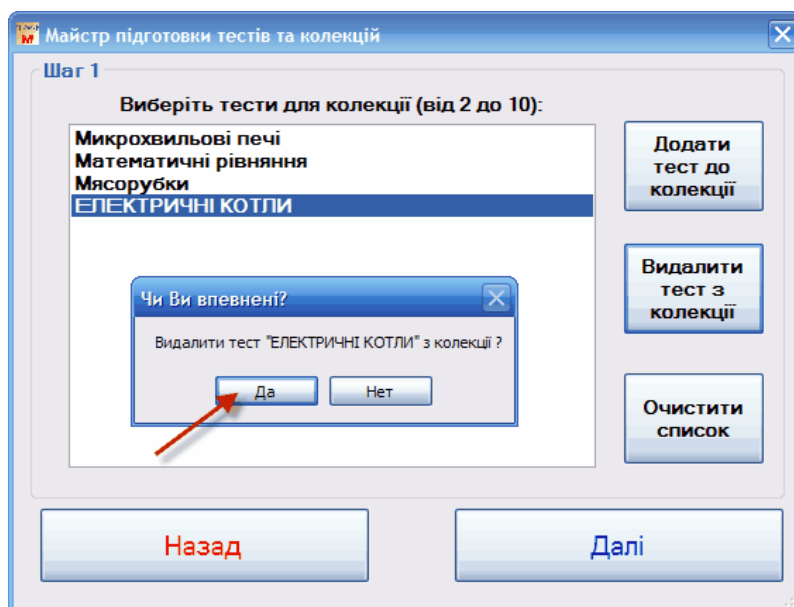 Майстр підготовки тестів та колекцій
Шаг 1
Виберіть тести для колекції (від 2 до 10):
Микрохвильові печі
Математичні рівняння
Мясорубки
ЕЛЕКТРИЧНІ КОТЛИ
Додати
тест до
колекції
Видалити
тест з
колекції
Очистити
список
Чи Ви впевнені?
Видалити тест "ЕЛЕКТРИЧНІ КОТЛИ" з колекції ?
Да
Нет
Назад
Далі